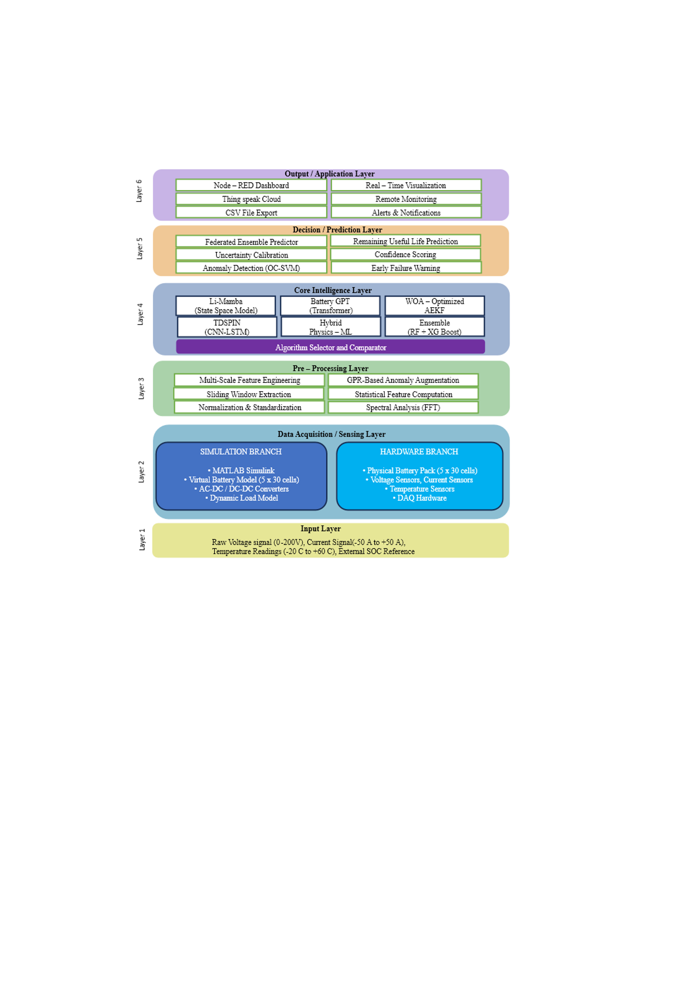 Layer 6
Output / Application Layer
Node – RED Dashboard
Real – Time Visualization
Thing speak Cloud
Remote Monitoring
CSV File Export
Alerts & Notifications
Layer 5
Decision / Prediction Layer
Federated Ensemble Predictor
Remaining Useful Life Prediction
Uncertainty Calibration
Confidence Scoring
Anomaly Detection (OC-SVM)
Early Failure Warning
Layer 4
Core Intelligence Layer
Li-Mamba
(State Space Model)
Battery GPT
(Transformer)
WOA – Optimized
AEKF
TDSPIN
(CNN-LSTM)
Hybrid
Physics – ML
Ensemble
(RF + XG Boost)
Algorithm Selector and Comparator
Layer 3
Pre – Processing Layer
Multi-Scale Feature Engineering
GPR-Based Anomaly Augmentation
Sliding Window Extraction
Statistical Feature Computation
Normalization & Standardization
Spectral Analysis (FFT)
Layer 2
Data Acquisition / Sensing Layer
SIMULATION BRANCH
• MATLAB Simulink
• Virtual Battery Model (5 x 30 cells)
• AC-DC / DC-DC Converters
• Dynamic Load Model
HARDWARE BRANCH
• Physical Battery Pack (5 x 30 cells)
• Voltage Sensors, Current Sensors
• Temperature Sensors
• DAQ Hardware
Layer 1
Input Layer
Raw Voltage signal (0-200V), Current Signal(-50 A to +50 A),
Temperature Readings (-20 C to +60 C), External SOC Reference